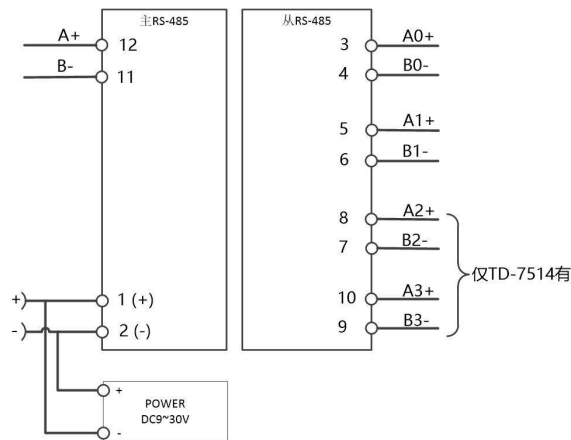 主RS-485
A+
12
B-
11
+
1 (+)
-
2 (-)
+
POWER
DC9~30V
-
从RS-485
3
A0+
4
B0-
5
A1+
6
B1-
8
A2+
7
B2-
仅TD-7514有
10
A3+
9
B3-